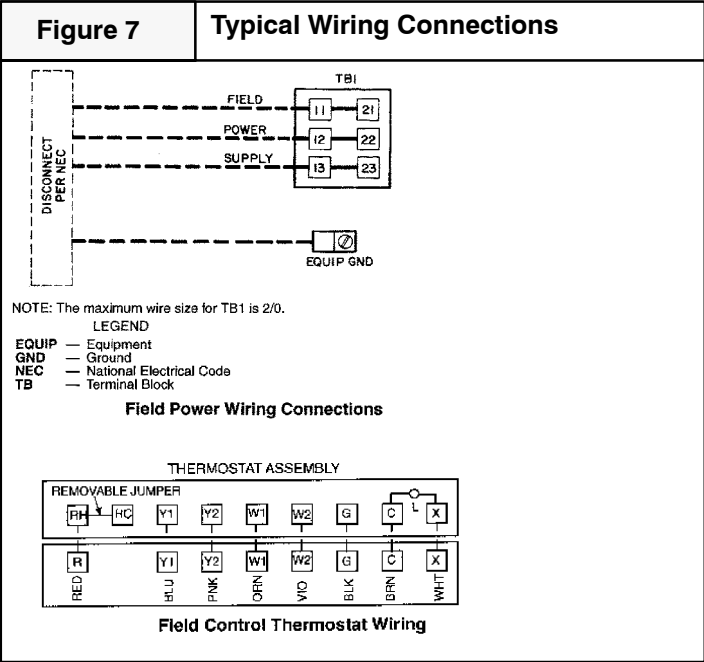 Figure 7
Typical Wiring Connections
TB1
FIELD
11 21
POWER
12 22
SUPPLY
13 23
DISCONNECT
PER NEC
EQUIP GND
NOTE: The maximum wire size for TB1 is 2/0.
LEGEND
EQUIP — Equipment
GND — Ground
NEC — National Electrical Code
TB — Terminal Block
Field Power Wiring Connections
THERMOSTAT ASSEMBLY
REMOVABLE JUMPER
RH RC Y1 Y2 W1 W2 G C L X
R Y1 Y2 W1 W2 G C X
RED BLU PNK ORN VIO BLK BRN WHT
Field Control Thermostat Wiring